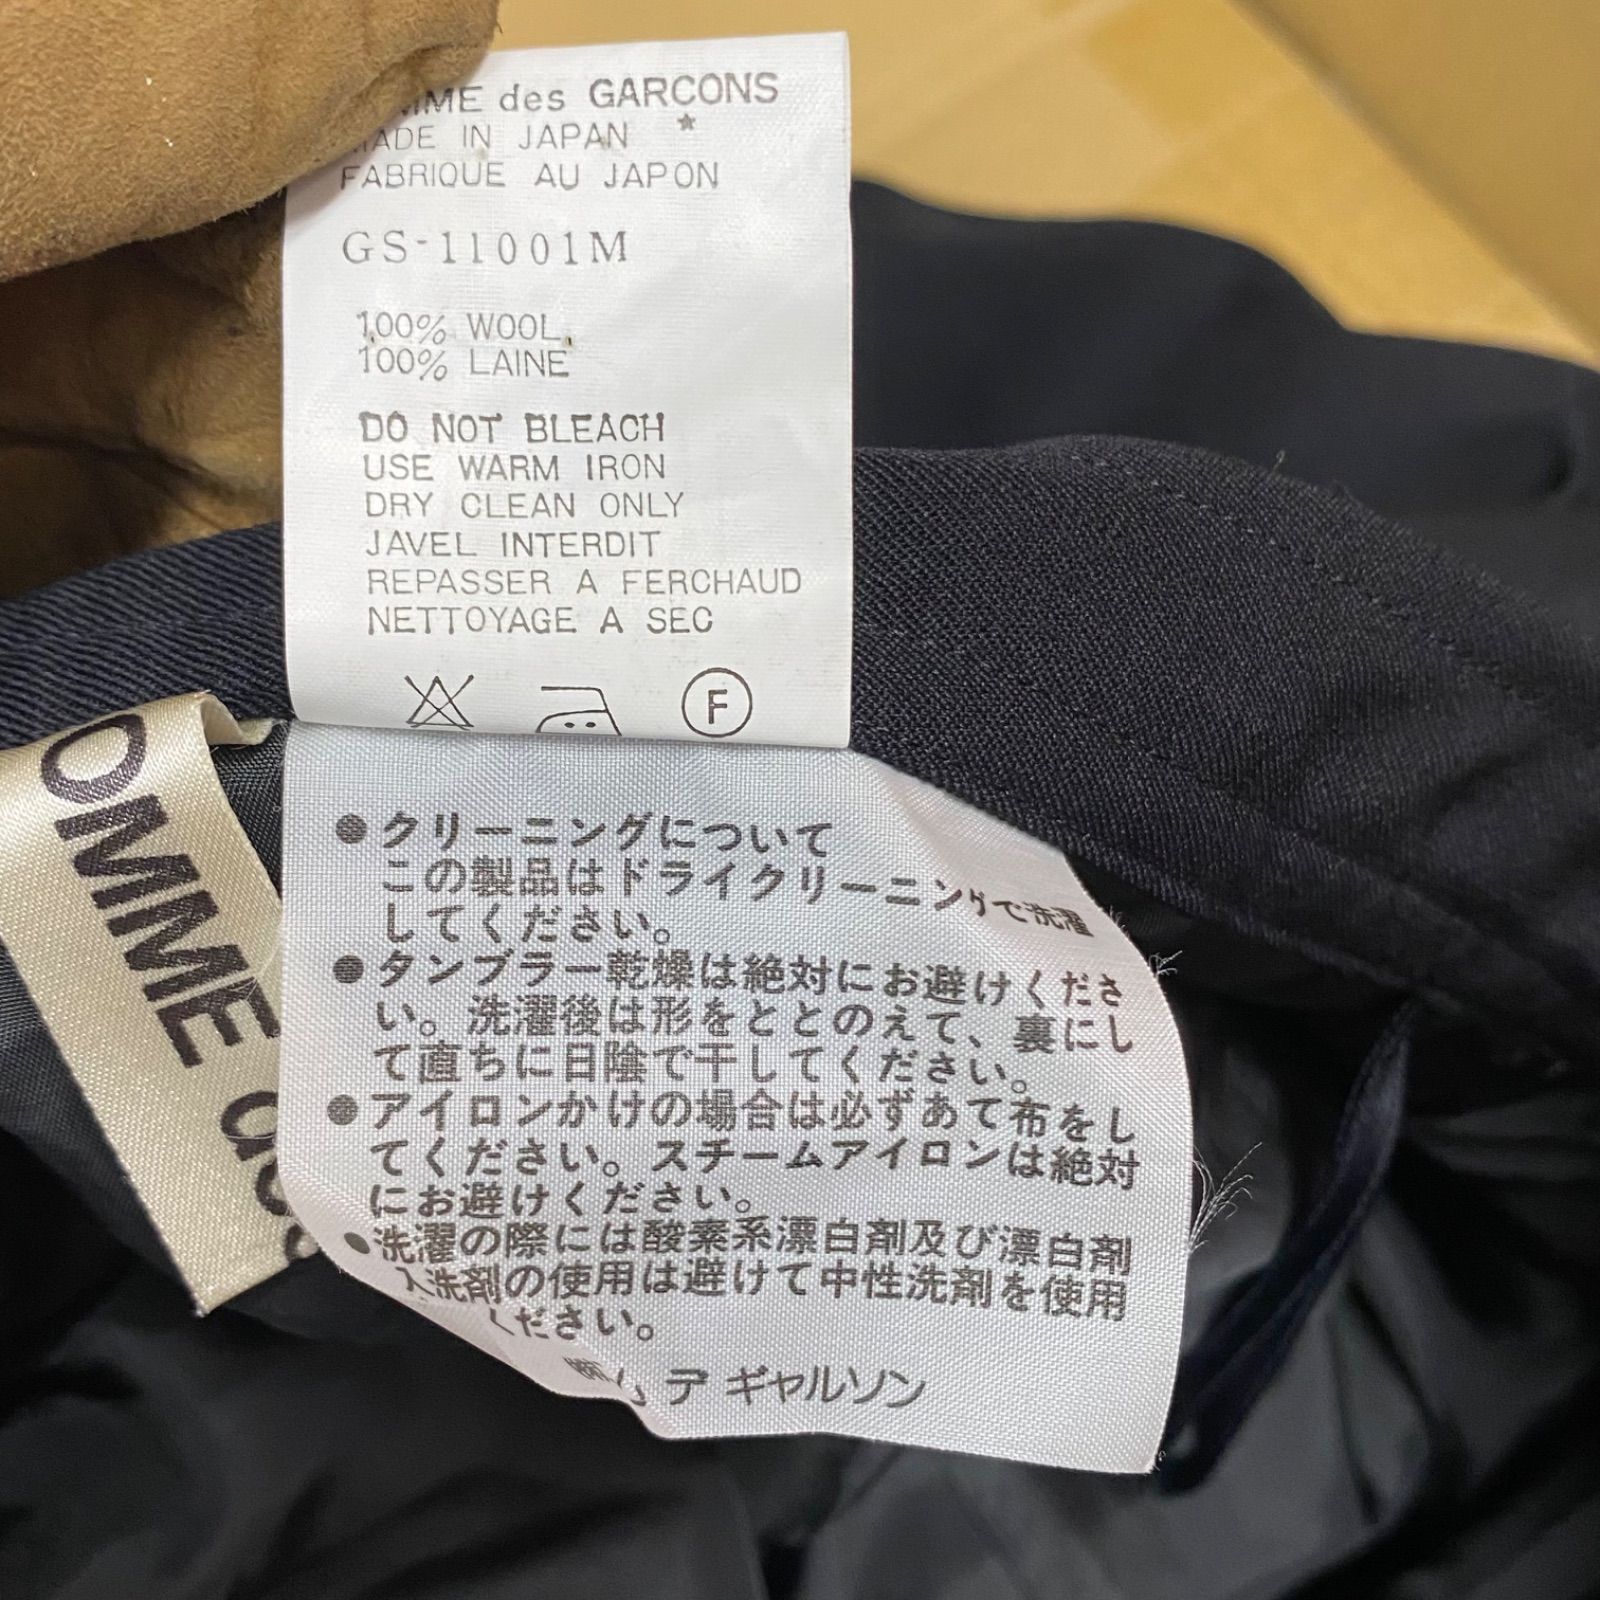 des GARCONS
MADE IN JAPAN *
FABRIQUE AU JAPON
GS-11001M
100% WOOL
100% LAINE
DO NOT BLEACH
USE WARM IRON
DRY CLEAN ONLY
JAVEL INTERDIT
REPASSER A FERCHAUD
NETTOYAGE A SEC
F
OMME
●クリーニングについて
この製品はドライクリーニングで洗濯
してください。
●タンブラー乾燥は絶対にお避けくださ
い。洗濯後は形をととのえて、裏にし
て直ちに日陰で干してください。
●アイロンかけの場合は必ずあて布をし
てください。スチームアイロンは絶対
にお避けください。
●洗濯の際には酸素系漂白剤及び漂白剤
入洗剤の使用は避けて中性洗剤を使用
ください。
デ ギャルソン